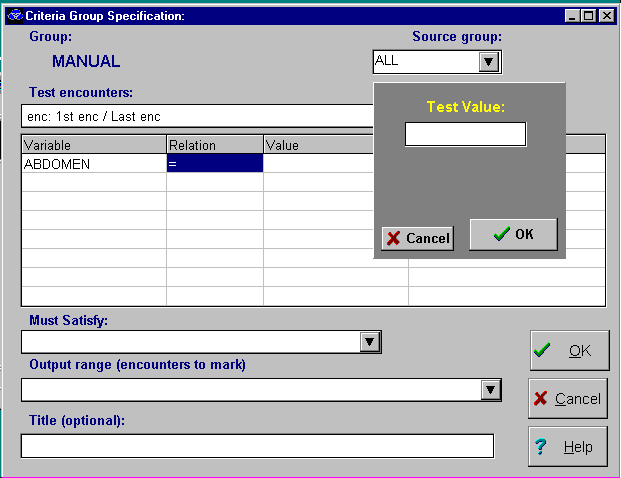 Criteria Group Specification:
Group:
Source group:
MANUAL
ALL
Test encounters:
enc: 1st enc / Last enc
Test Value:
Variable Relation Value
ABDOMEN =
Cancel OK
Must Satisfy:
OK
Output range (encounters to mark)
Cancel
Title (optional):
? Help